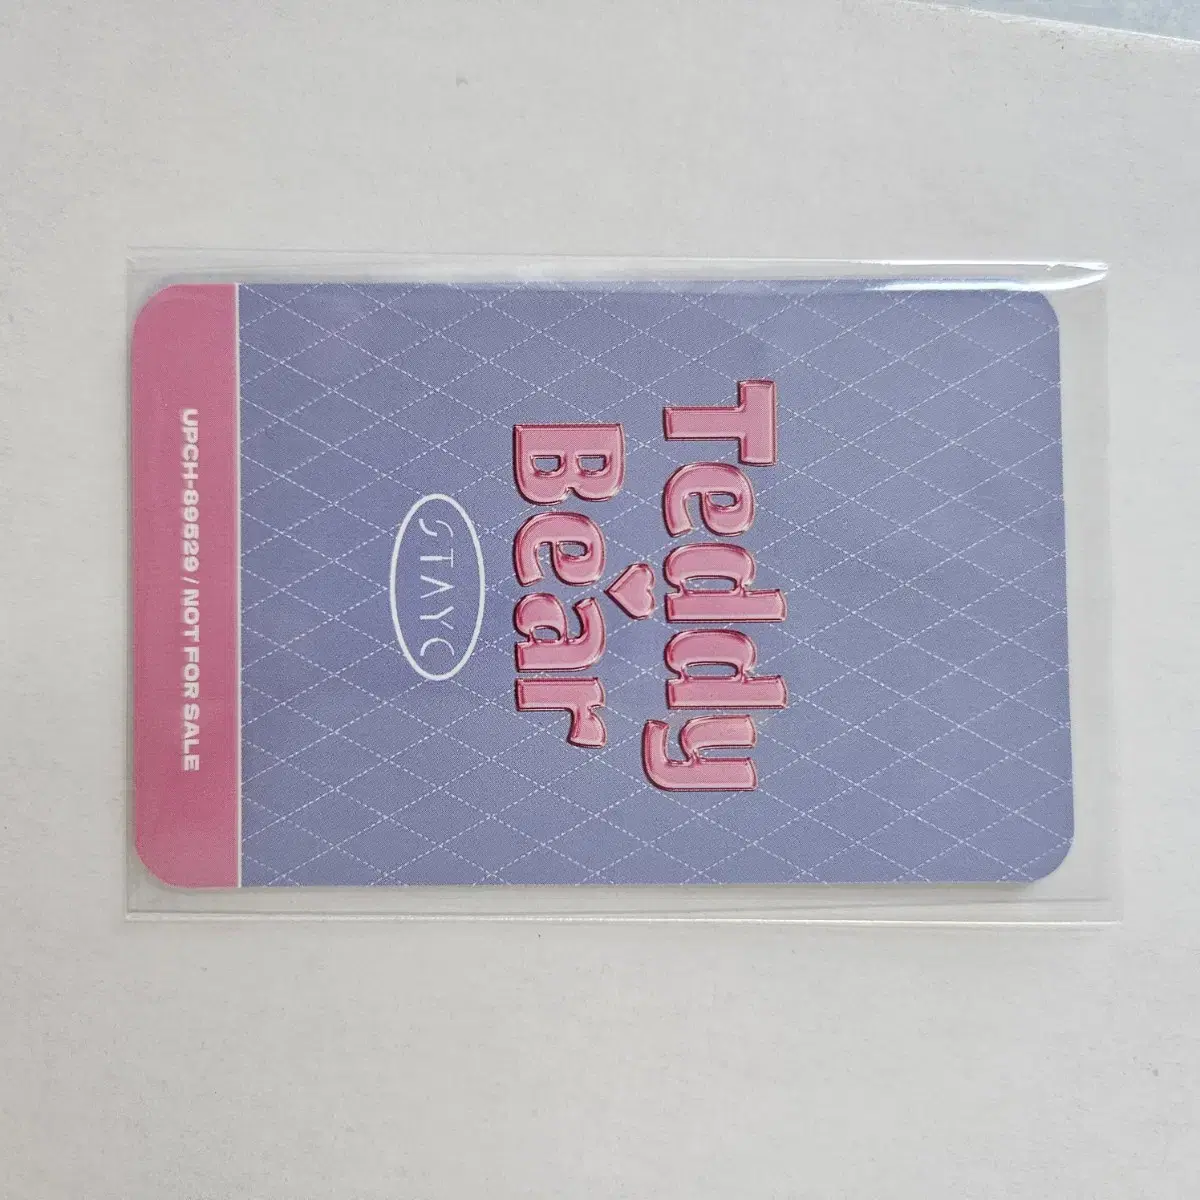 Teddy
Bear
STAYC
UPCH-89529 / NOT FOR SALE